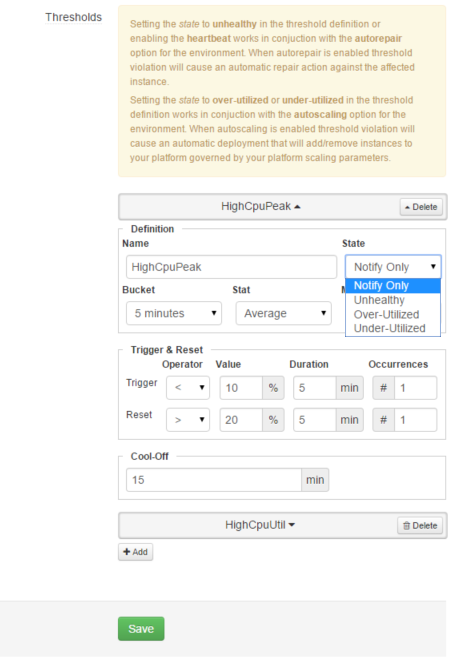 Thresholds
Setting the state to unhealthy in the threshold definition or
enabling the heartbeat works in conjuction with the autorepair
option for the environment. When autorepair is enabled threshold
violation will cause an automatic repair action against the affected
instance.
Setting the state to over-utilized or under-utilized in the threshold
definition works in conjuction with the autoscaling option for the
environment. When autoscaling is enabled threshold violation will
cause an automatic deployment that will add/remove instances to
your platform governed by your platform scaling parameters.
HighCpuPeak Delete
Definition
Name State
HighCpuPeak Notify Only
Bucket Stat M
Notify Only
Unhealthy
Over-Utilized
Under-Utilized
5 minutes Average
Trigger & Reset
Operator Value Duration Occurrences
Trigger < 10 % 5 min # 1
Reset > 20 % 5 min # 1
Cool-Off
15 min
HighCpuUtil Delete
+ Add
Save